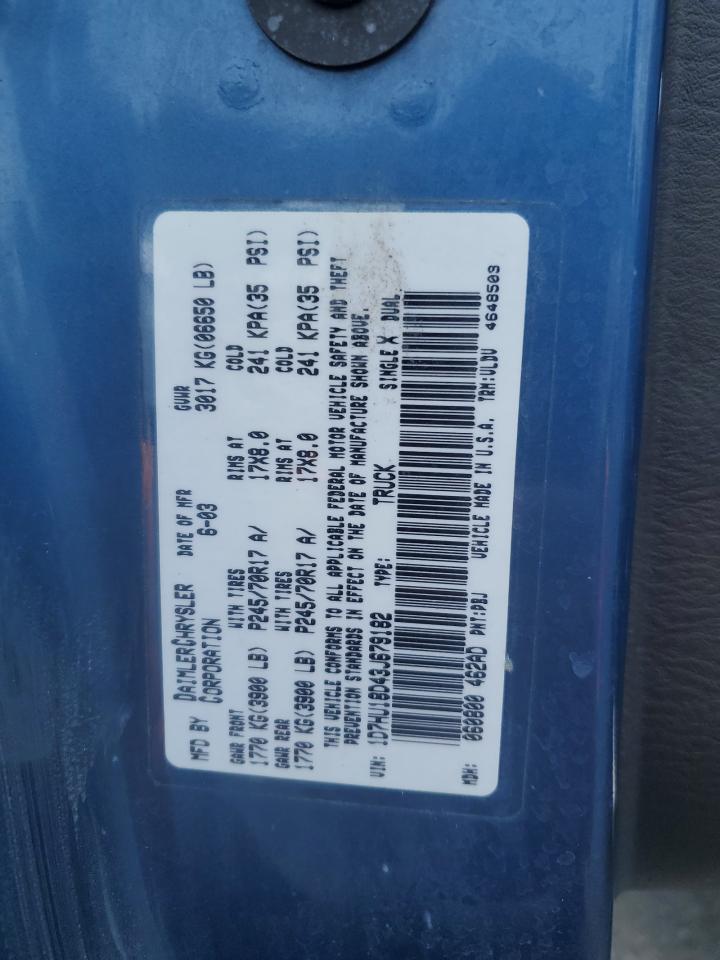 MFD BY DAIMLERCHRYSLER CORPORATION DATE OF MFR 6-03 GVWR 3017 KG(06650 LB)
GAWR FRONT WITH TIRES RIMS AT COLD
1770 KG(3900 LB) P245/70R17 A/ 17X8.0 241 KPA(35 PSI)
GAWR REAR WITH TIRES RIMS AT COLD
1770 KG(3900 LB) P245/70R17 A/ 17X8.0 241 KPA(35 PSI)
THIS VEHICLE CONFORMS TO ALL APPLICABLE FEDERAL MOTOR VEHICLE SAFETY AND THEFT
PREVENTION STANDARDS IN EFFECT ON THE DATE OF MANUFACTURE SHOWN ABOVE.
VIN: 1D7HU18D43J679182 TYPE: TRUCK SINGLE X DUAL
MDH: 060800 462AD PNT:PBJ VEHICLE MADE IN U.S.A. TRM:VLDV 4648503